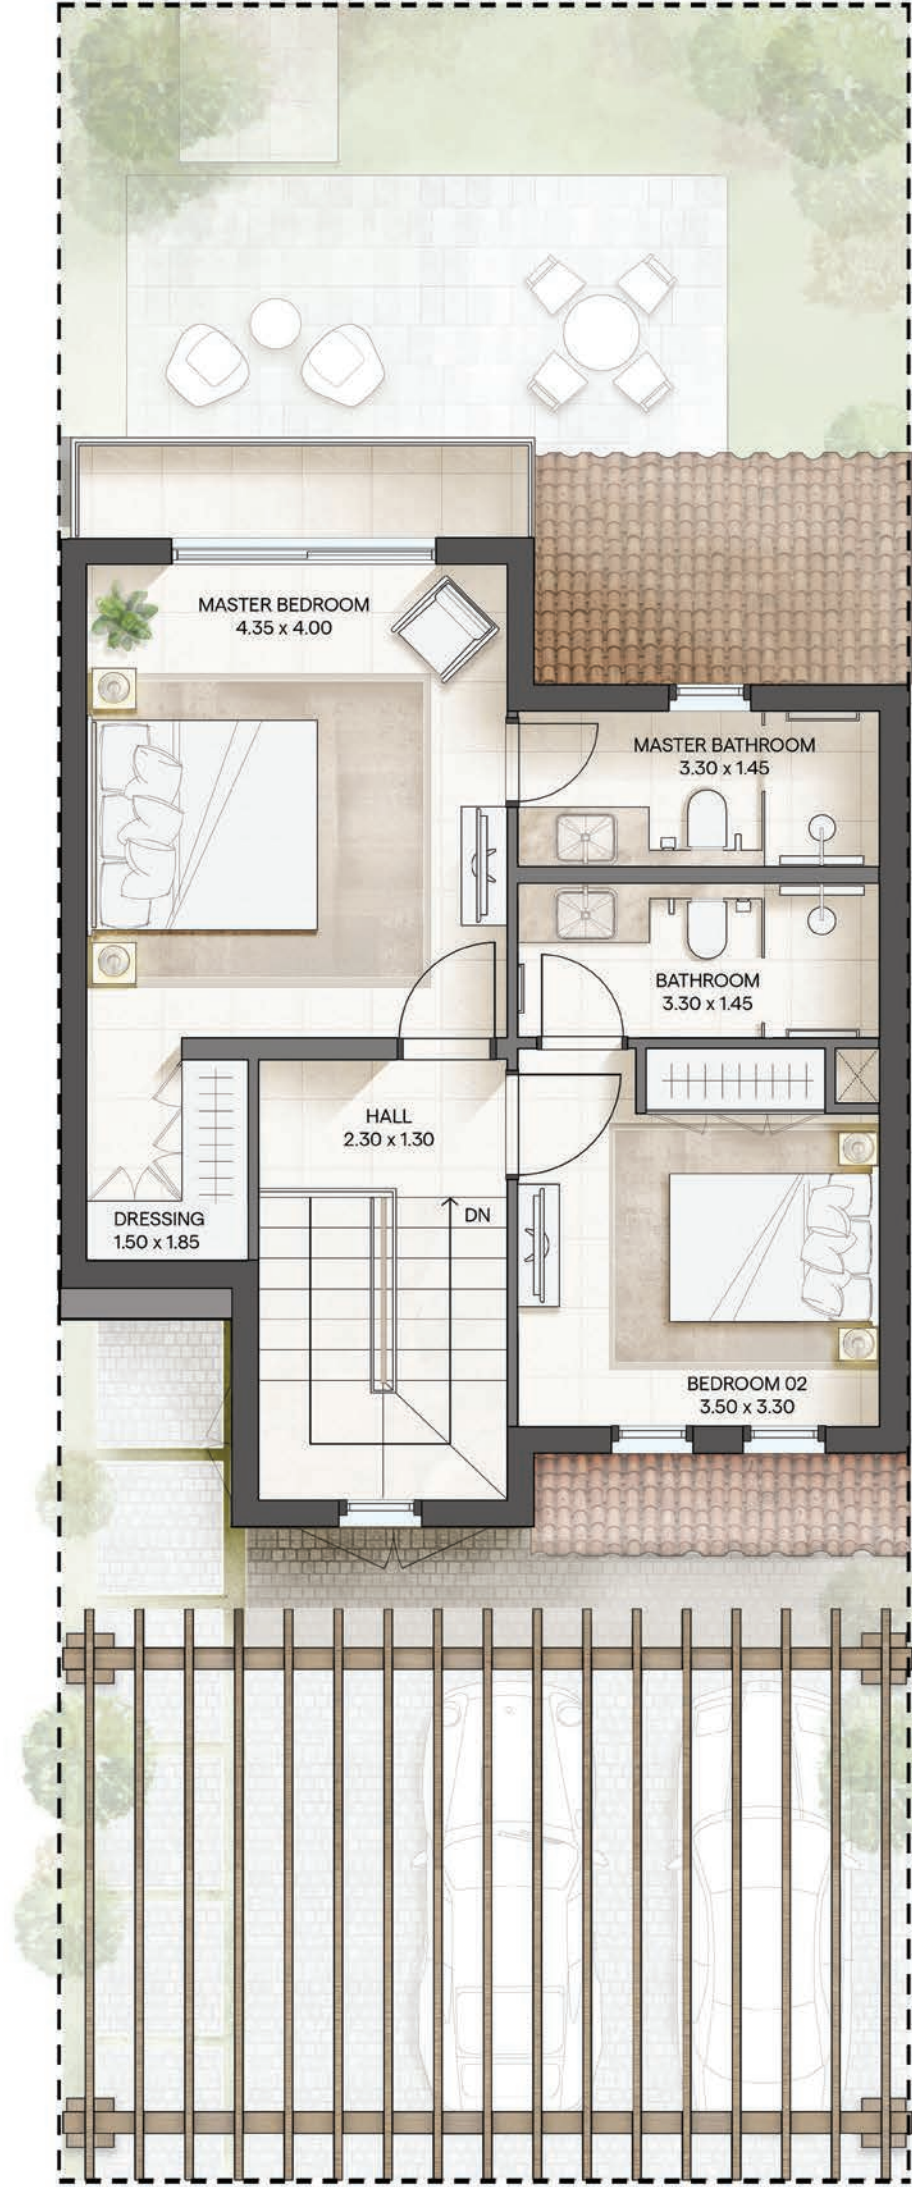 MASTER BEDROOM
4.35 x 4.00
MASTER BATHROOM
3.30 x 1.45
BATHROOM
3.30 x 1.45
HALL
2.30 x 1.30
DN
DRESSING
1.50 x 1.85
BEDROOM 02
3.50 x 3.30